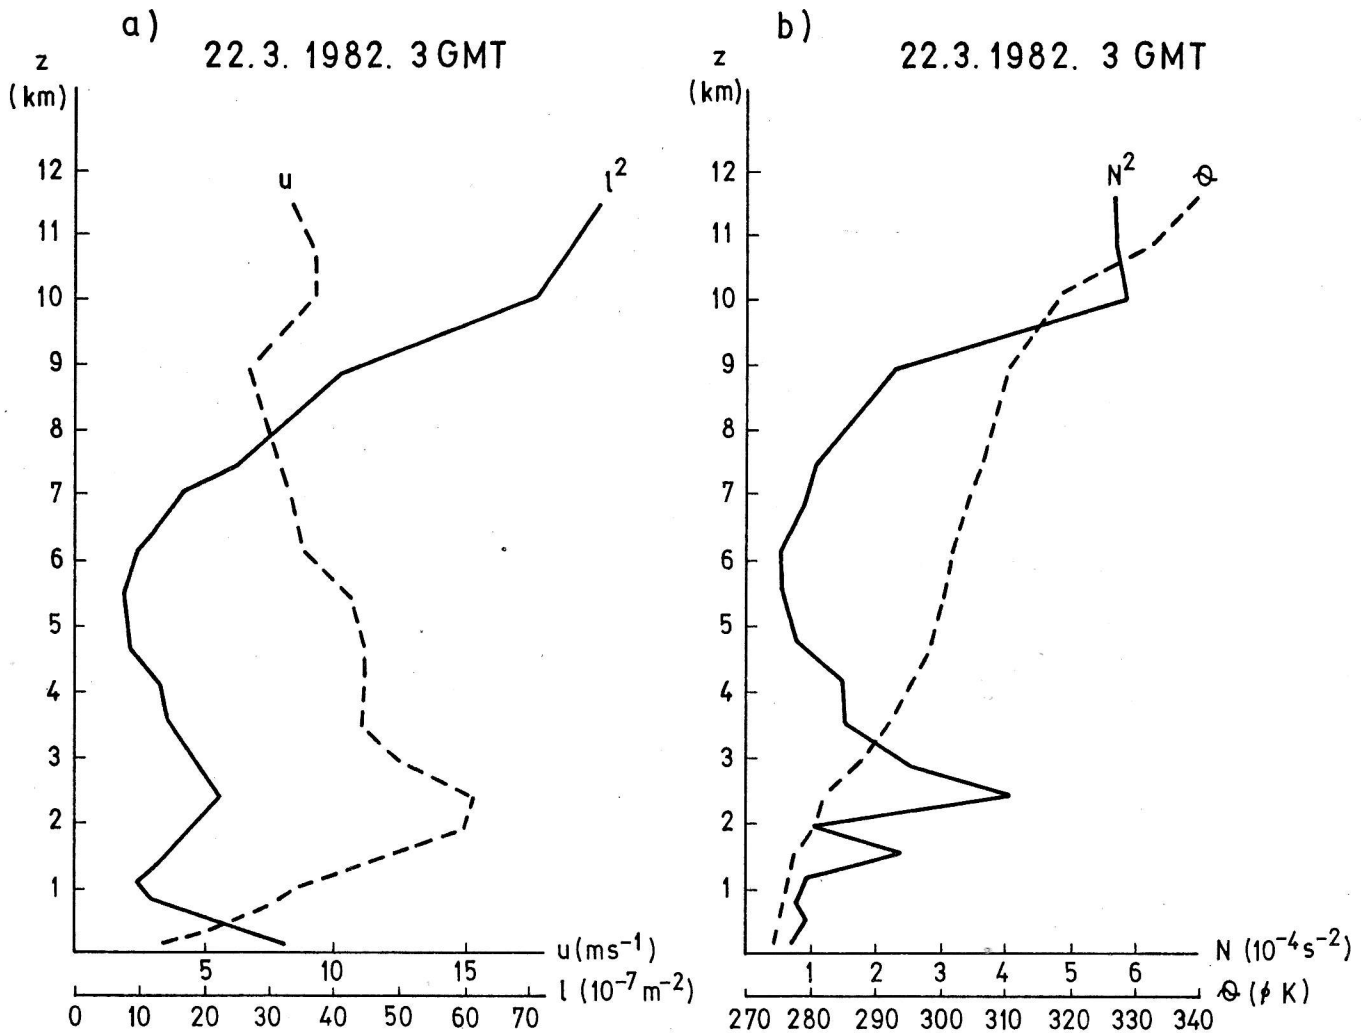 a)
22.3.1982. 3 GMT
z
(km)
12
11
10
9
8
7
6
5
4
3
2
1
u
l²
5 10 15 u(ms⁻¹)
0 10 20 30 40 50 60 70 l (10⁻⁷m⁻²)
b)
22.3.1982. 3 GMT
z
(km)
12
11
10
9
8
7
6
5
4
3
2
1
N²
ϑ
1 2 3 4 5 6 N (10⁻⁴s⁻²)
270 280 290 300 310 320 330 340 ϑ (∮ K)